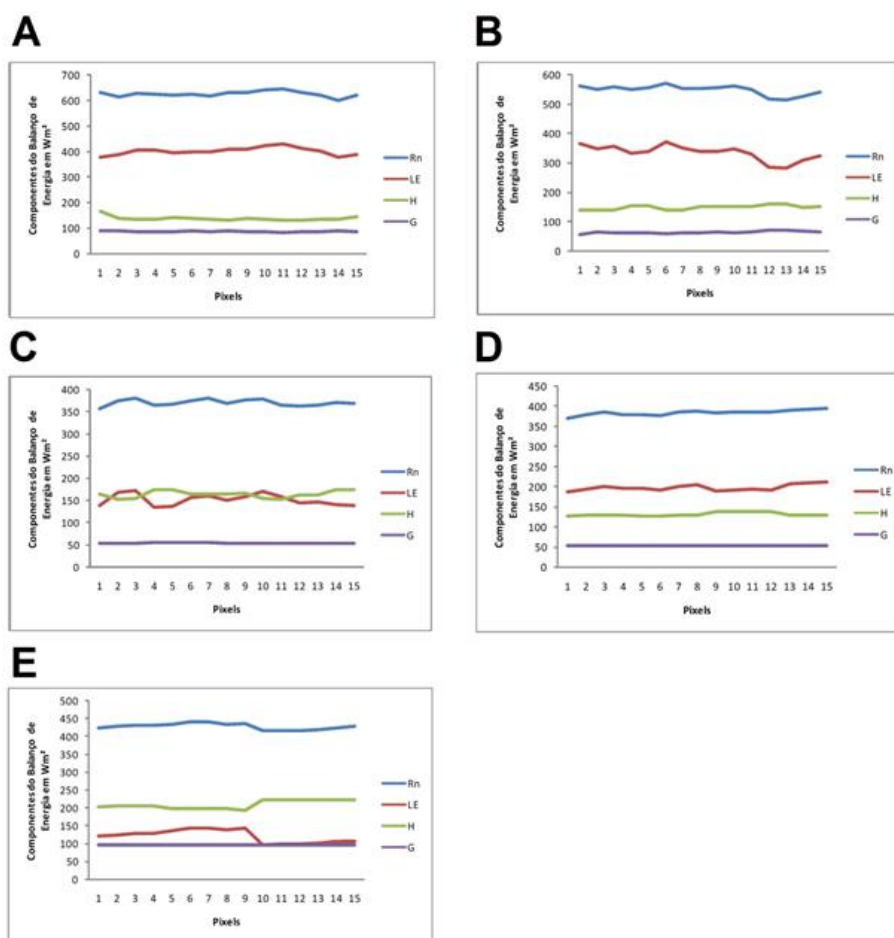 A
Componentes do Balanço de
Energia em Wm²
700
600
500
400
300
200
100
0
1 2 3 4 5 6 7 8 9 10 11 12 13 14 15
Pixels
Rn
LE
H
G
B
Componentes do Balanço de
Energia em Wm²
600
500
400
300
200
100
0
1 2 3 4 5 6 7 8 9 10 11 12 13 14 15
Pixels
Rn
LE
H
G
C
Componentes do Balanço de
Energia em Wm²
400
350
300
250
200
150
100
50
0
1 2 3 4 5 6 7 8 9 10 11 12 13 14 15
Pixels
Rn
LE
H
G
D
Componentes do Balanço de
Energia em Wm²
450
400
350
300
250
200
150
100
50
0
1 2 3 4 5 6 7 8 9 10 11 12 13 14 15
Pixels
Rn
LE
H
G
E
Componentes do Balanço de
Energia em Wm²
500
450
400
350
300
250
200
150
100
50
0
1 2 3 4 5 6 7 8 9 10 11 12 13 14 15
Pixels
Rn
LE
H
G